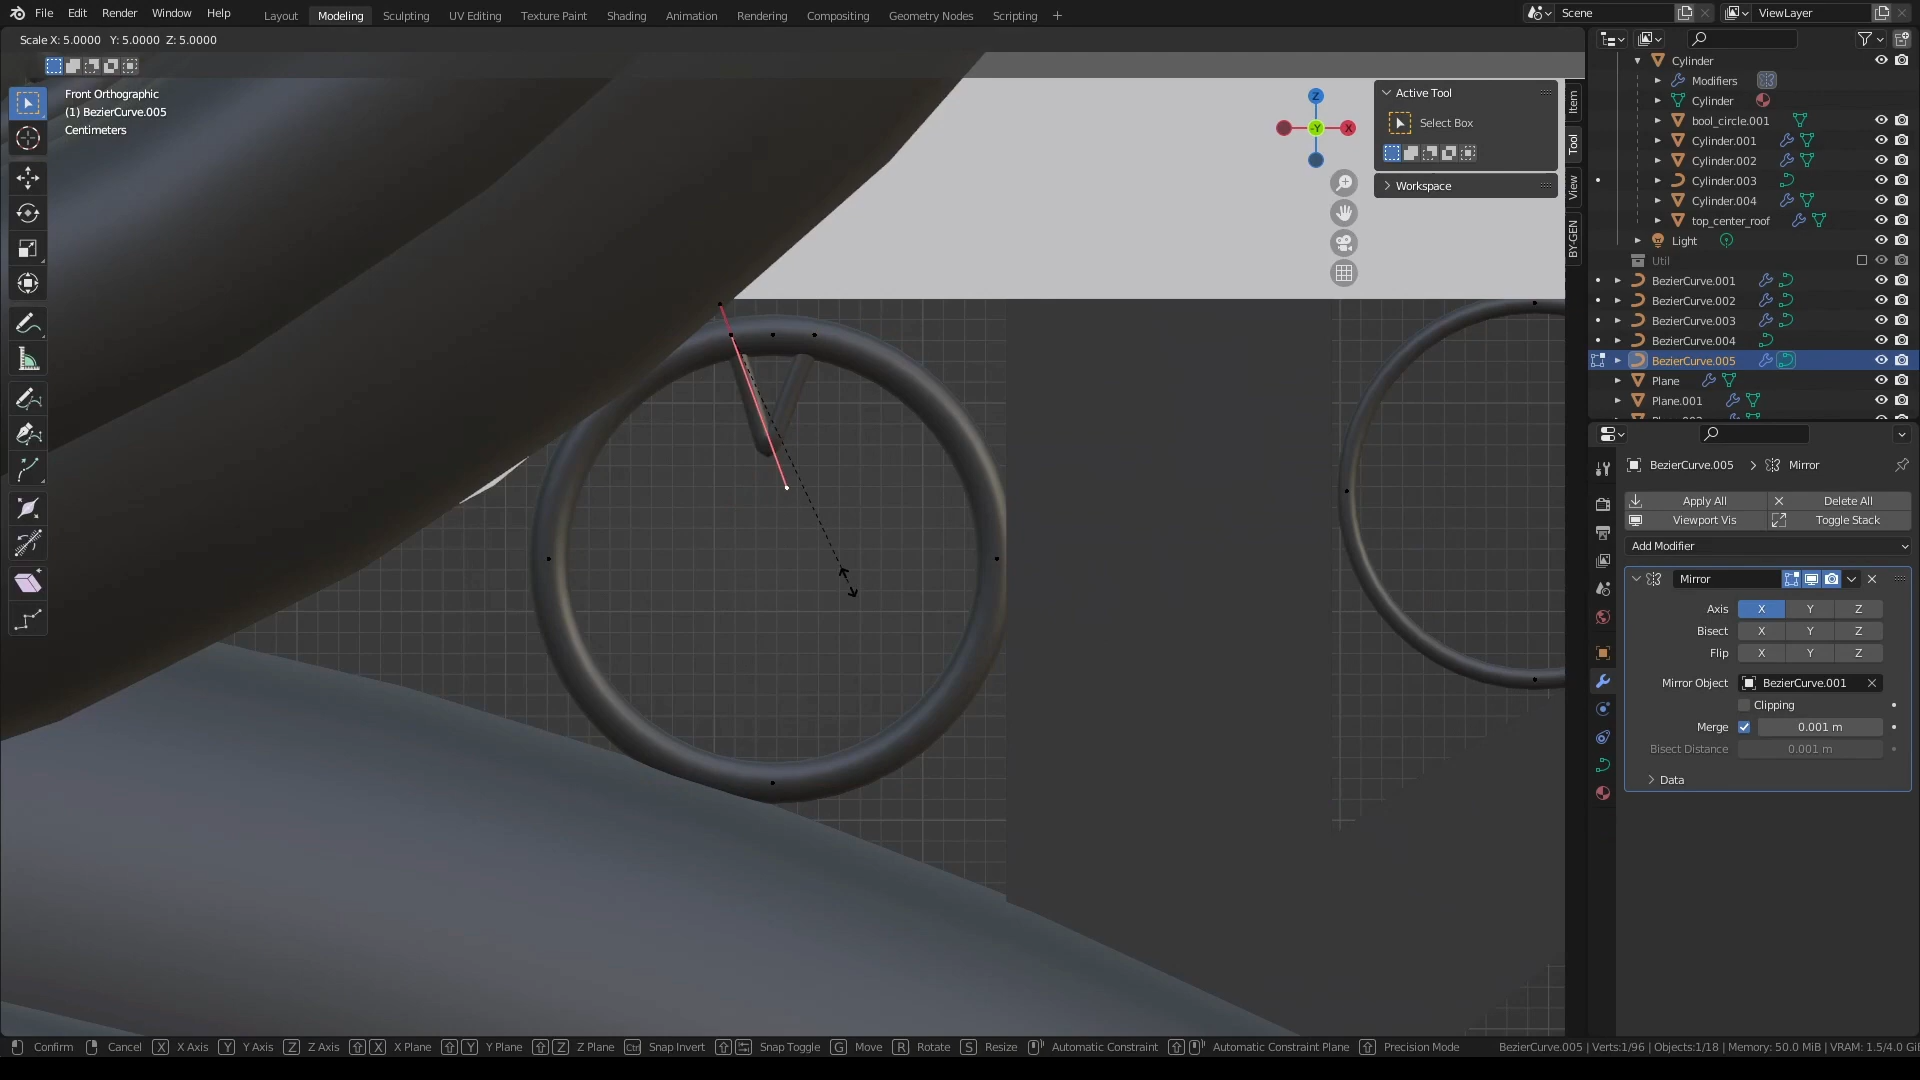 File Edit Render Window Help Layout Modeling Sculpting UV Editing Texture Paint Shading Animation Rendering Compositing Geometry Nodes Scripting + Scene ViewLayer
Scale X: 5.0000 Y: 5.0000 Z: 5.0000
Front Orthographic
(1) BezierCurve.005
Centimeters
Z
X
-Y
Active Tool
Select Box
Workspace
Item
Tool
View
BY-GEN
Cylinder
Modifiers
Cylinder
bool_circle.001
Cylinder.001
Cylinder.002
Cylinder.003
Cylinder.004
top_center_roof
Light
Util
BezierCurve.001
BezierCurve.002
BezierCurve.003
BezierCurve.004
BezierCurve.005
Plane
Plane.001
BezierCurve.005 > Mirror
Apply All Delete All
Viewport Vis Toggle Stack
Add Modifier
Mirror
Axis X Y Z
Bisect X Y Z
Flip X Y Z
Mirror Object BezierCurve.001
Clipping
Merge 0.001 m
Bisect Distance 0.001 m
Data
Confirm Cancel X X Axis Y Y Axis Z Z Axis X X Plane Y Y Plane Z Z Plane Ctrl Snap Invert Snap Toggle G Move R Rotate S Resize Automatic Constraint Automatic Constraint Plane Precision Mode BezierCurve.005 | Verts:1/96 | Objects:1/18 | Memory: 50.0 MiB | VRAM: 1.5/4.0 Gi